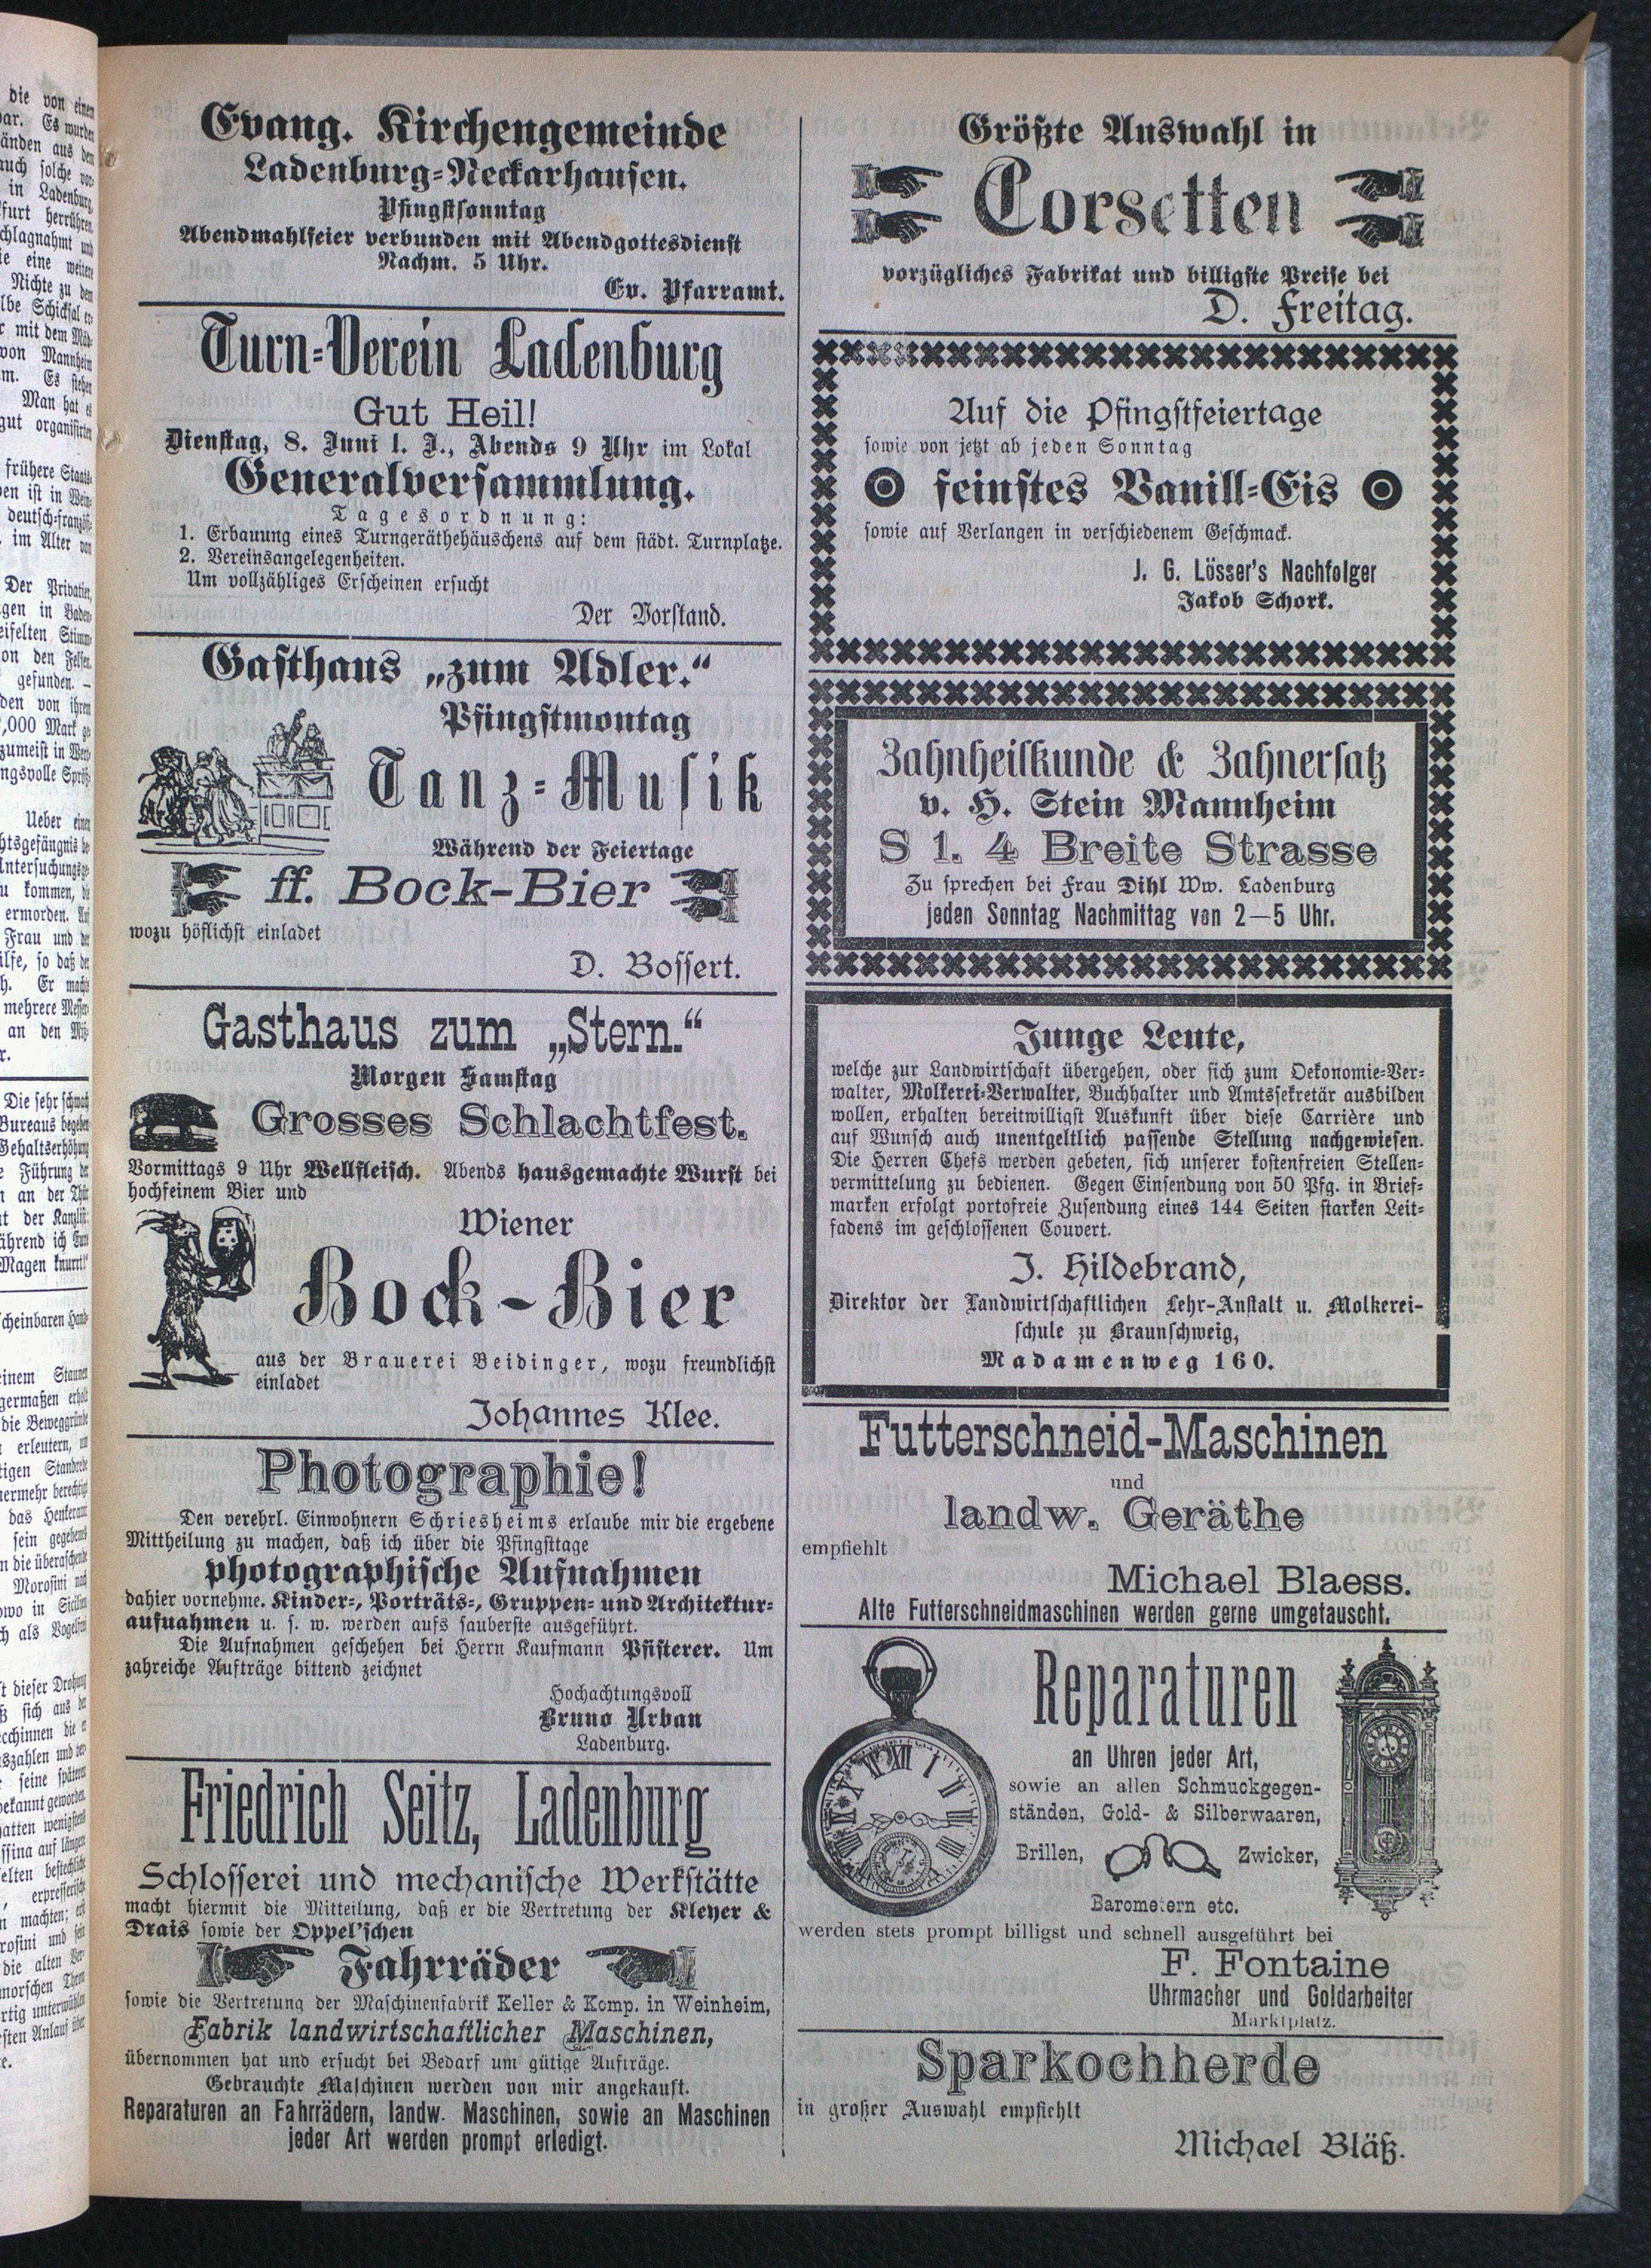 Evang. Kirchengemeinde
Ladenburg-Neckarhausen.
Pfingstsonntag
Abendmahlfeier verbunden mit Abendgottesdienst
Nachm. 5 Uhr.
Ev. Pfarramt.
Turn-Verein Ladenburg
Gut Heil!
Dienstag, 8. Juni l. J., Abends 9 Uhr im Lokal
Generalversammlung.
Tagesordnung:
1. Erbauung eines Turngeräthehäuschens auf dem städt. Turnplatze.
2. Vereinsangelegenheiten.
Um vollzähliges Erscheinen ersucht
Der Vorstand.
Gasthaus „zum Adler.“
Pfingstmontag
Tanz-Musik
Während der Feiertage
ff. Bock-Bier
wozu höflichst einladet
D. Bossert.
Gasthaus zum „Stern.“
Morgen Samstag
Grosses Schlachtfest.
Vormittags 9 Uhr Wellfleisch. Abends hausgemachte Wurst bei
hochfeinem Bier und
Wiener
Bock-Bier
aus der Brauerei Beidinger, wozu freundlichst
einladet
Johannes Klee.
Photographie!
Den verehrl. Einwohnern Schriesheims erlaube mir die ergebene
Mittheilung zu machen, daß ich über die Pfingsttage
photographische Aufnahmen
dahier vornehme. Kinder-, Porträts-, Gruppen- und Architektur-
aufnahmen u. s. w. werden aufs sauberste ausgeführt.
Die Aufnahmen geschehen bei Herrn Kaufmann Pfisterer. Um
zahreiche Aufträge bittend zeichnet
Hochachtungsvoll
Bruno Urban
Ladenburg.
Friedrich Seitz, Ladenburg
Schlosserei und mechanische Werkstätte
macht hiermit die Mitteilung, daß er die Vertretung der Kleyer &
Drais sowie der Oppel'schen
Fahrräder
sowie die Vertretung der Maschinenfabrik Keller & Komp. in Weinheim,
Fabrik landwirtschaftlicher Maschinen,
übernommen hat und ersucht bei Bedarf um gütige Aufträge.
Gebrauchte Maschinen werden von mir angekauft.
Reparaturen an Fahrrädern, landw. Maschinen, sowie an Maschinen
jeder Art werden prompt erledigt.
Größte Auswahl in
Corsetten
vorzügliches Fabrikat und billigste Preise bei
D. Freitag.
Auf die Pfingstfeiertage
sowie von jetzt ab jeden Sonntag
feinstes Vanill-Eis
sowie auf Verlangen in verschiedenem Geschmack.
J. G. Lösser's Nachfolger
Jakob Schork.
Zahnheilkunde & Zahnersatz
v. H. Stein Mannheim
S 1. 4 Breite Strasse
Zu sprechen bei Frau Dihl Ww. Ladenburg
jeden Sonntag Nachmittag von 2—5 Uhr.
Junge Leute,
welche zur Landwirtschaft übergehen, oder sich zum Oekonomie-Ver-
walter, Molkerei-Verwalter, Buchhalter und Amtssekretär ausbilden
wollen, erhalten bereitwilligst Auskunft über diese Carrière und
auf Wunsch auch unentgeltlich passende Stellung nachgewiesen.
Die Herren Chefs werden gebeten, sich unserer kostenfreien Stellen-
vermittelung zu bedienen. Gegen Einsendung von 50 Pfg. in Brief-
marken erfolgt portofreie Zusendung eines 144 Seiten starken Leit-
fadens im geschlossenen Couvert.
J. Hildebrand,
Direktor der Landwirtschaftlichen Lehr-Anstalt u. Molkerei-
schule zu Braunschweig,
Madamenweg 160.
Futterschneid-Maschinen
und
landw. Geräthe
empfiehlt
Michael Blaess.
Alte Futterschneidmaschinen werden gerne umgetauscht.
Reparaturen
an Uhren jeder Art,
sowie an allen Schmuckgegen-
ständen, Gold- & Silberwaaren,
Brillen, Zwicker,
Barometern etc.
werden stets prompt billigst und schnell ausgeführt bei
F. Fontaine
Uhrmacher und Goldarbeiter
Marktplatz.
Sparkochherde
in großer Auswahl empfiehlt
Michael Bläß.